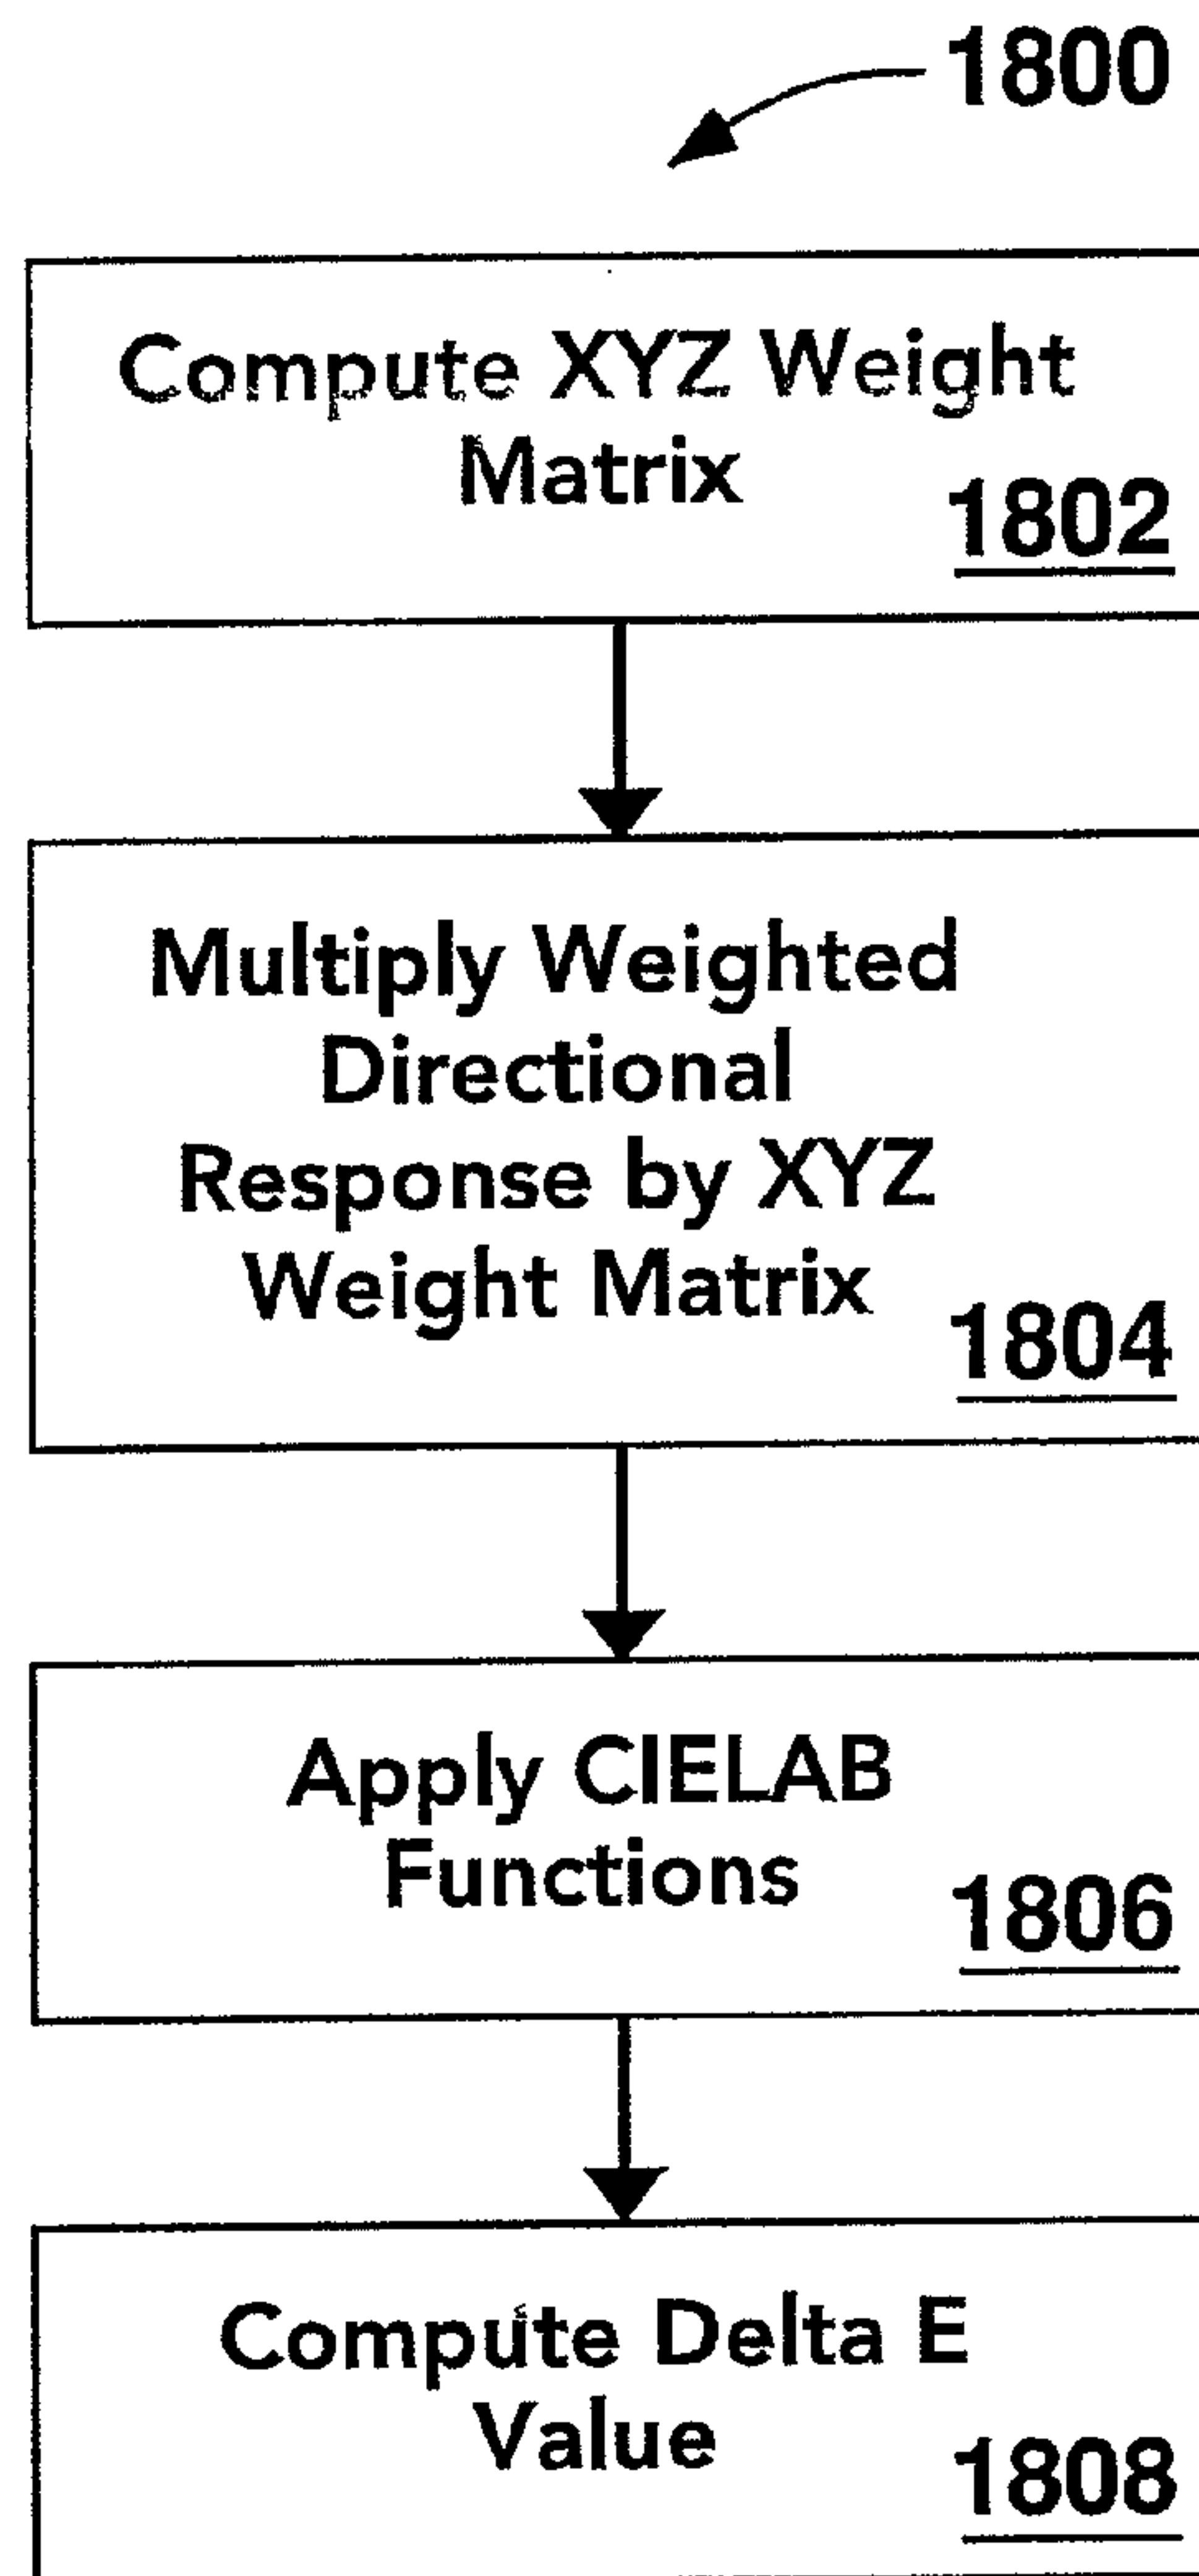 1800
Compute XYZ Weight
Matrix
1802
Multiply Weighted
Directional
Response by XYZ
Weight Matrix
1804
Apply CIELAB
Functions
1806
Compute Delta E
Value
1808